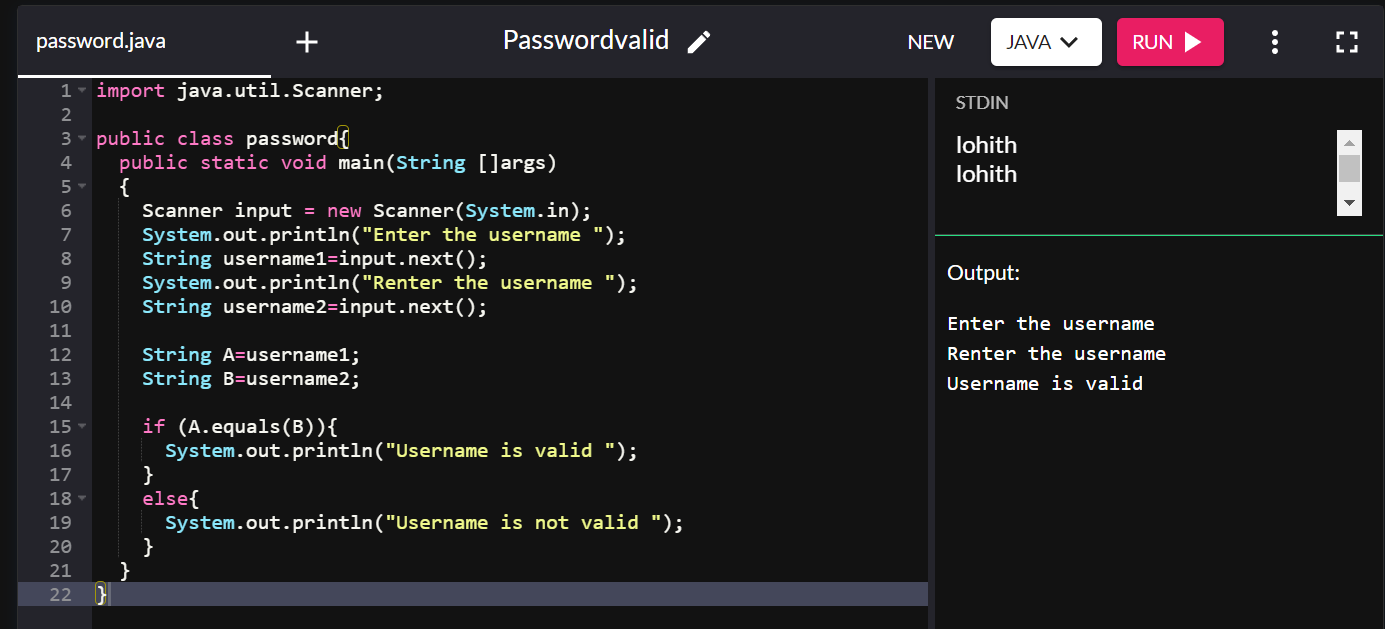 password.java + Passwordvalid NEW JAVA RUN
1 import java.util.Scanner;
2
3 public class password{
4 public static void main(String []args)
5 {
6 Scanner input = new Scanner(System.in);
7 System.out.println("Enter the username ");
8 String username1=input.next();
9 System.out.println("Renter the username ");
10 String username2=input.next();
11
12 String A=username1;
13 String B=username2;
14
15 if (A.equals(B)){
16 System.out.println("Username is valid ");
17 }
18 else{
19 System.out.println("Username is not valid ");
20 }
21 }
22 }
STDIN
lohith
lohith
Output:
Enter the username
Renter the username
Username is valid